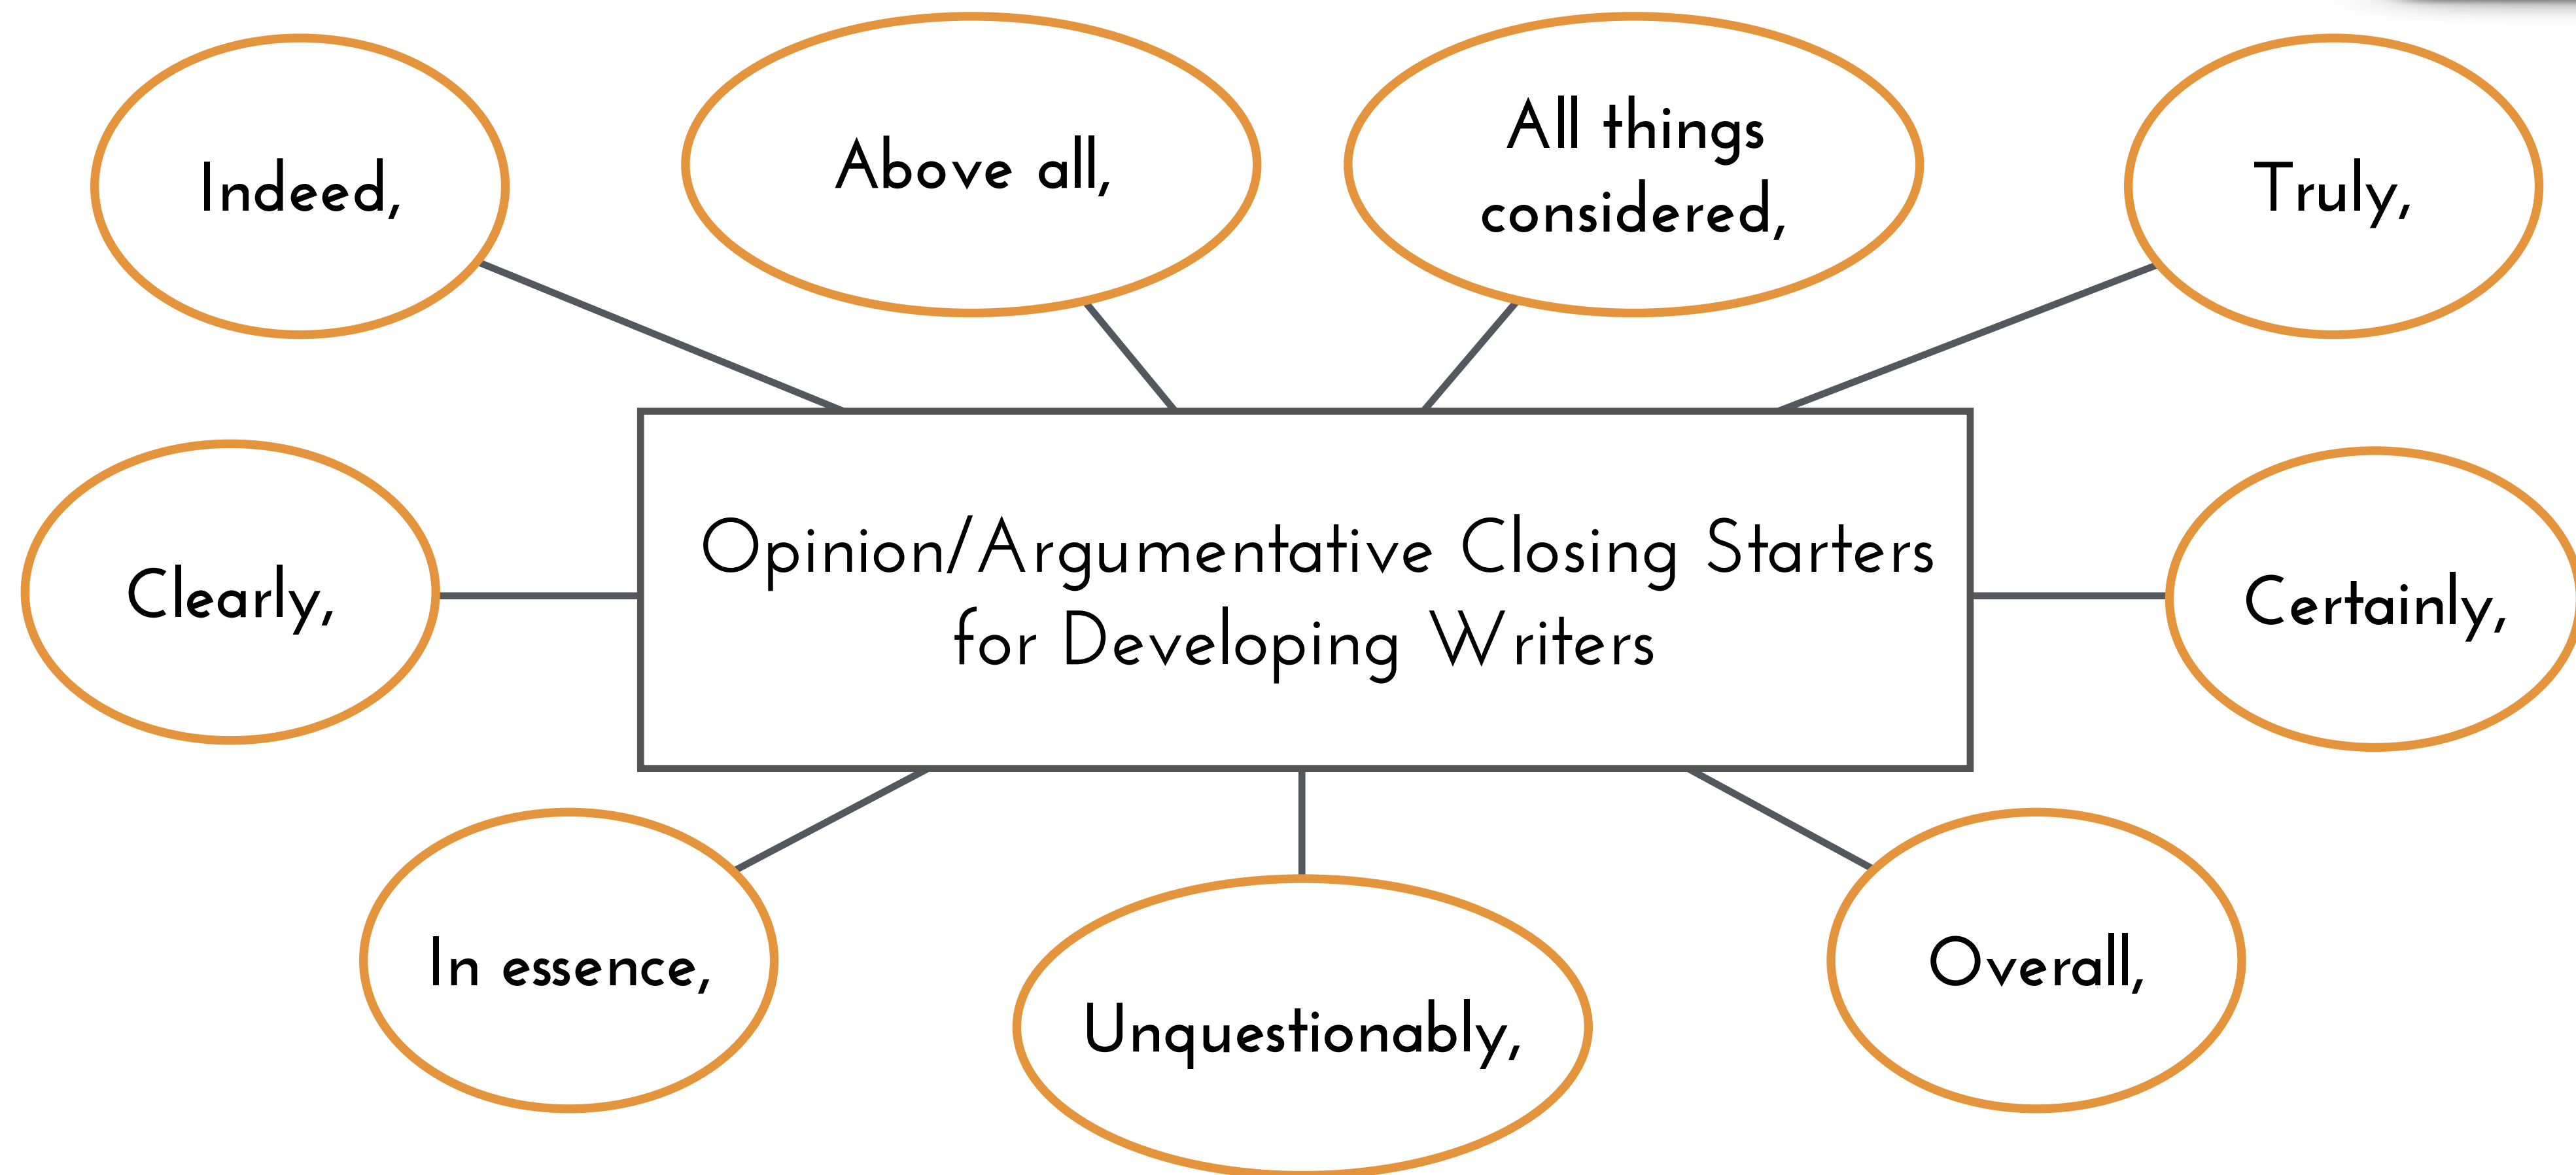 Indeed,
Above all,
All things
considered,
Truly,
Clearly,
Opinion/Argumentative Closing Starters
for Developing Writers
Certainly,
In essence,
Unquestionably,
Overall,